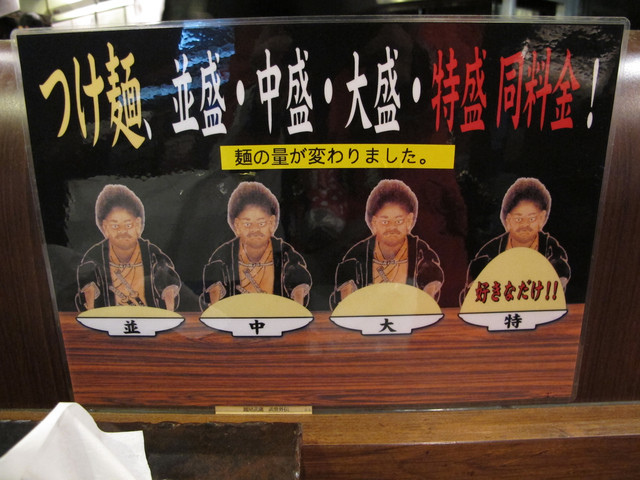 つけ麺、並盛・中盛・大盛・特盛 同料金！
麺の量が変わりました。
好きなだけ!!
並
中
大
特